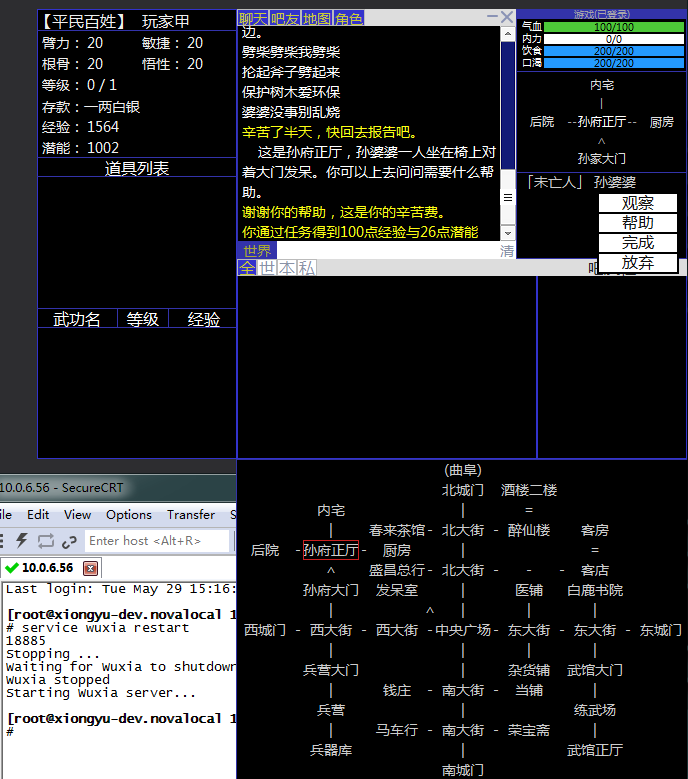 【平民百姓】 玩家甲
臂力： 20 敏捷： 20
根骨： 20 悟性： 20
等级： 0 / 1
存款：一两白银
经验： 1564
潜能： 1002
道具列表
武功名 等级 经验
聊天 吧友 地图 角色
边。
劈柴劈柴我劈柴
抡起斧子劈起来
保护树木爱环保
婆婆没事别乱烧
辛苦了半天，快回去报告吧。
这是孙府正厅，孙婆婆一人坐在椅上对
着大门发呆。你可以上去问问需要什么帮
助。
谢谢你的帮助，这是你的辛苦费。
你通过任务得到100点经验与26点潜能
世界 清
全 世 本 私
游戏(已登录)
气血 100/100
内力 0/0
饮食 200/200
口渴 200/200
内宅
|
后院 --孙府正厅-- 厨房
^
孙家大门
「未亡人」 孙婆婆
观察
帮助
完成
放弃
(曲阜)
北城门 酒楼二楼
内宅 | =
| 春来茶馆 - 北大街 - 醉仙楼 客房
后院 - 孙府正厅 - 厨房 | =
^ 盛昌总行 - 北大街 - - - 客店
孙府大门 发呆室 | 医铺 白鹿书院
| ^ | | |
西城门 - 西大街 - 西大街 - 中央广场 - 东大街 - 东大街 - 东城门
| | | |
兵营大门 | 杂货铺 武馆大门
| 钱庄 - 南大街 - 当铺 |
兵营 | 练武场
| 马车行 - 南大街 - 荣宝斋 |
兵器库 | 武馆正厅
南城门
10.0.6.56 - SecureCRT
ile Edit View Options Transfer S
Enter host <Alt+R>
10.0.6.56
Last login: Tue May 29 15:16:
[root@xiongyu-dev.novalocal 1
# service wuxia restart
18885
Stopping ...
Waiting for Wuxia to shutdown
Wuxia stopped
Starting Wuxia server...
[root@xiongyu-dev.novalocal 1
#